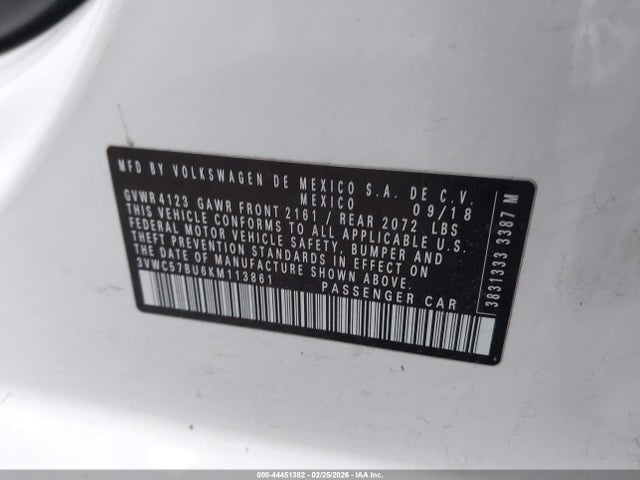 MFD BY VOLKSWAGEN DE MEXICO S.A. DE C.V.
MEXICO 09/18
GVWR 4123 GAWR FRONT 2161 / REAR 2072 LBS
THIS VEHICLE CONFORMS TO ALL APPLICABLE U.S.
FEDERAL MOTOR VEHICLE SAFETY, BUMPER AND
THEFT PREVENTION STANDARDS IN EFFECT ON
THE DATE OF MANUFACTURE SHOWN ABOVE.
3VWC57BU6KM113861 PASSENGER CAR
3831333 3387 M
000-44451382 - 02/25/2026 - IAA Inc.